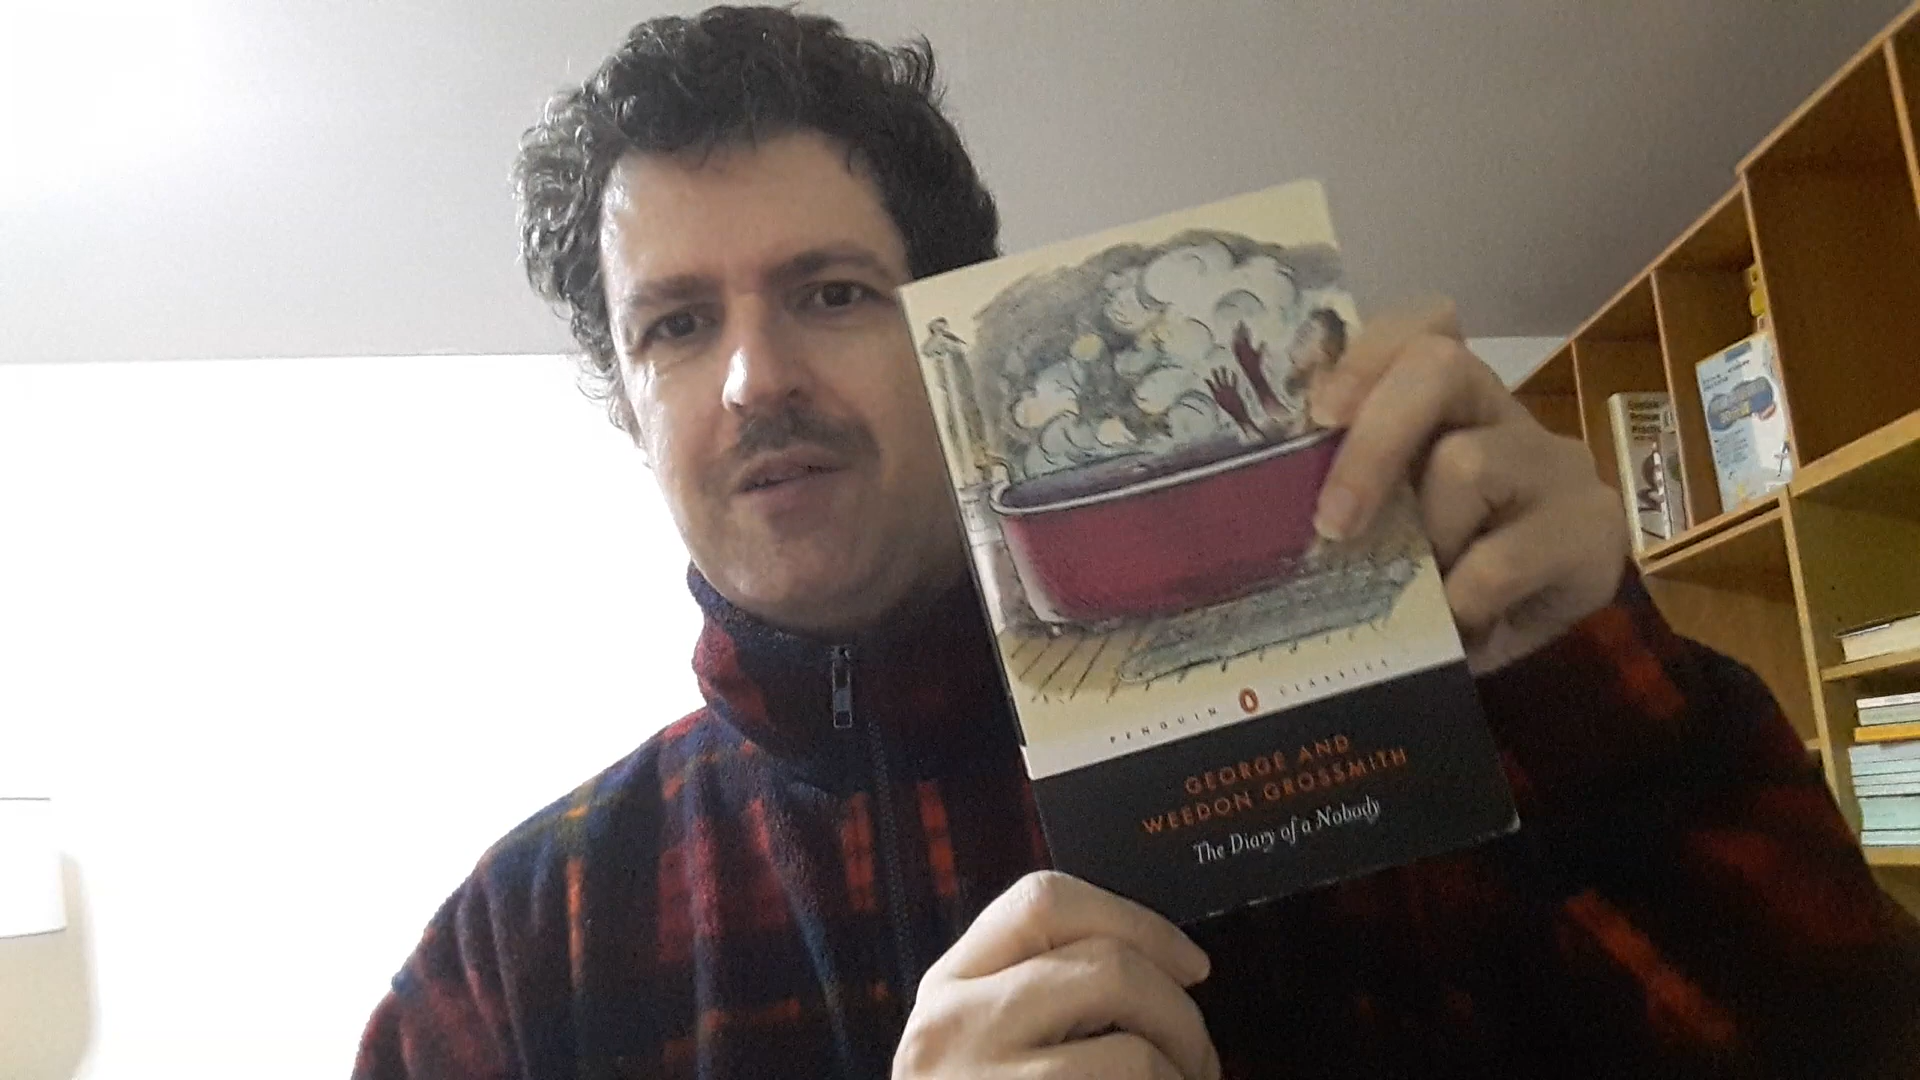 PENGUIN CLASSICS
GEORGE AND
WEEDON GROSSMITH
The Diary of a Nobody